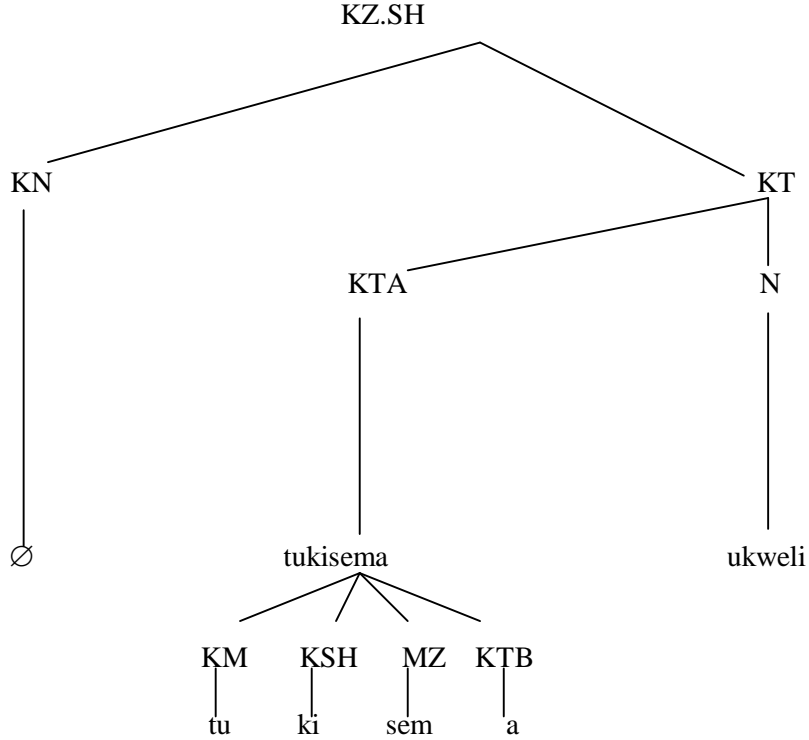 KZ.SH
KN KT
KTA N
∅ tukisema ukweli
KM KSH MZ KTB
tu ki sem a